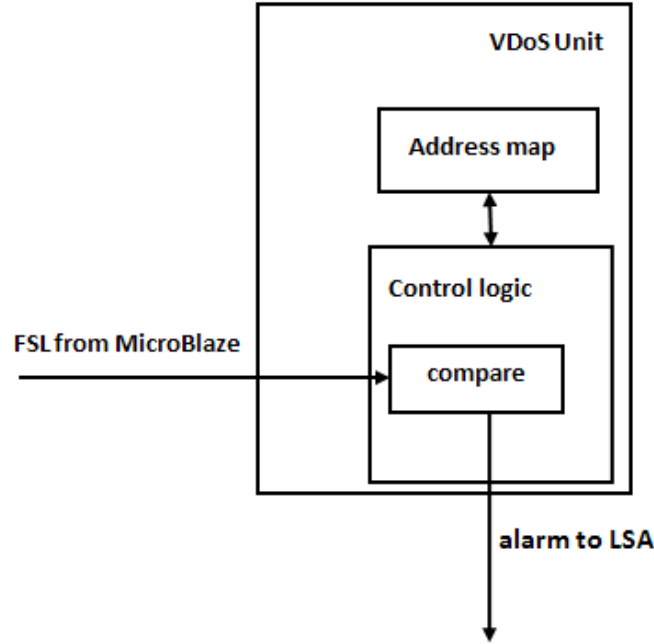 VDoS Unit
Address map
Control logic
FSL from MicroBlaze
compare
alarm to LSA